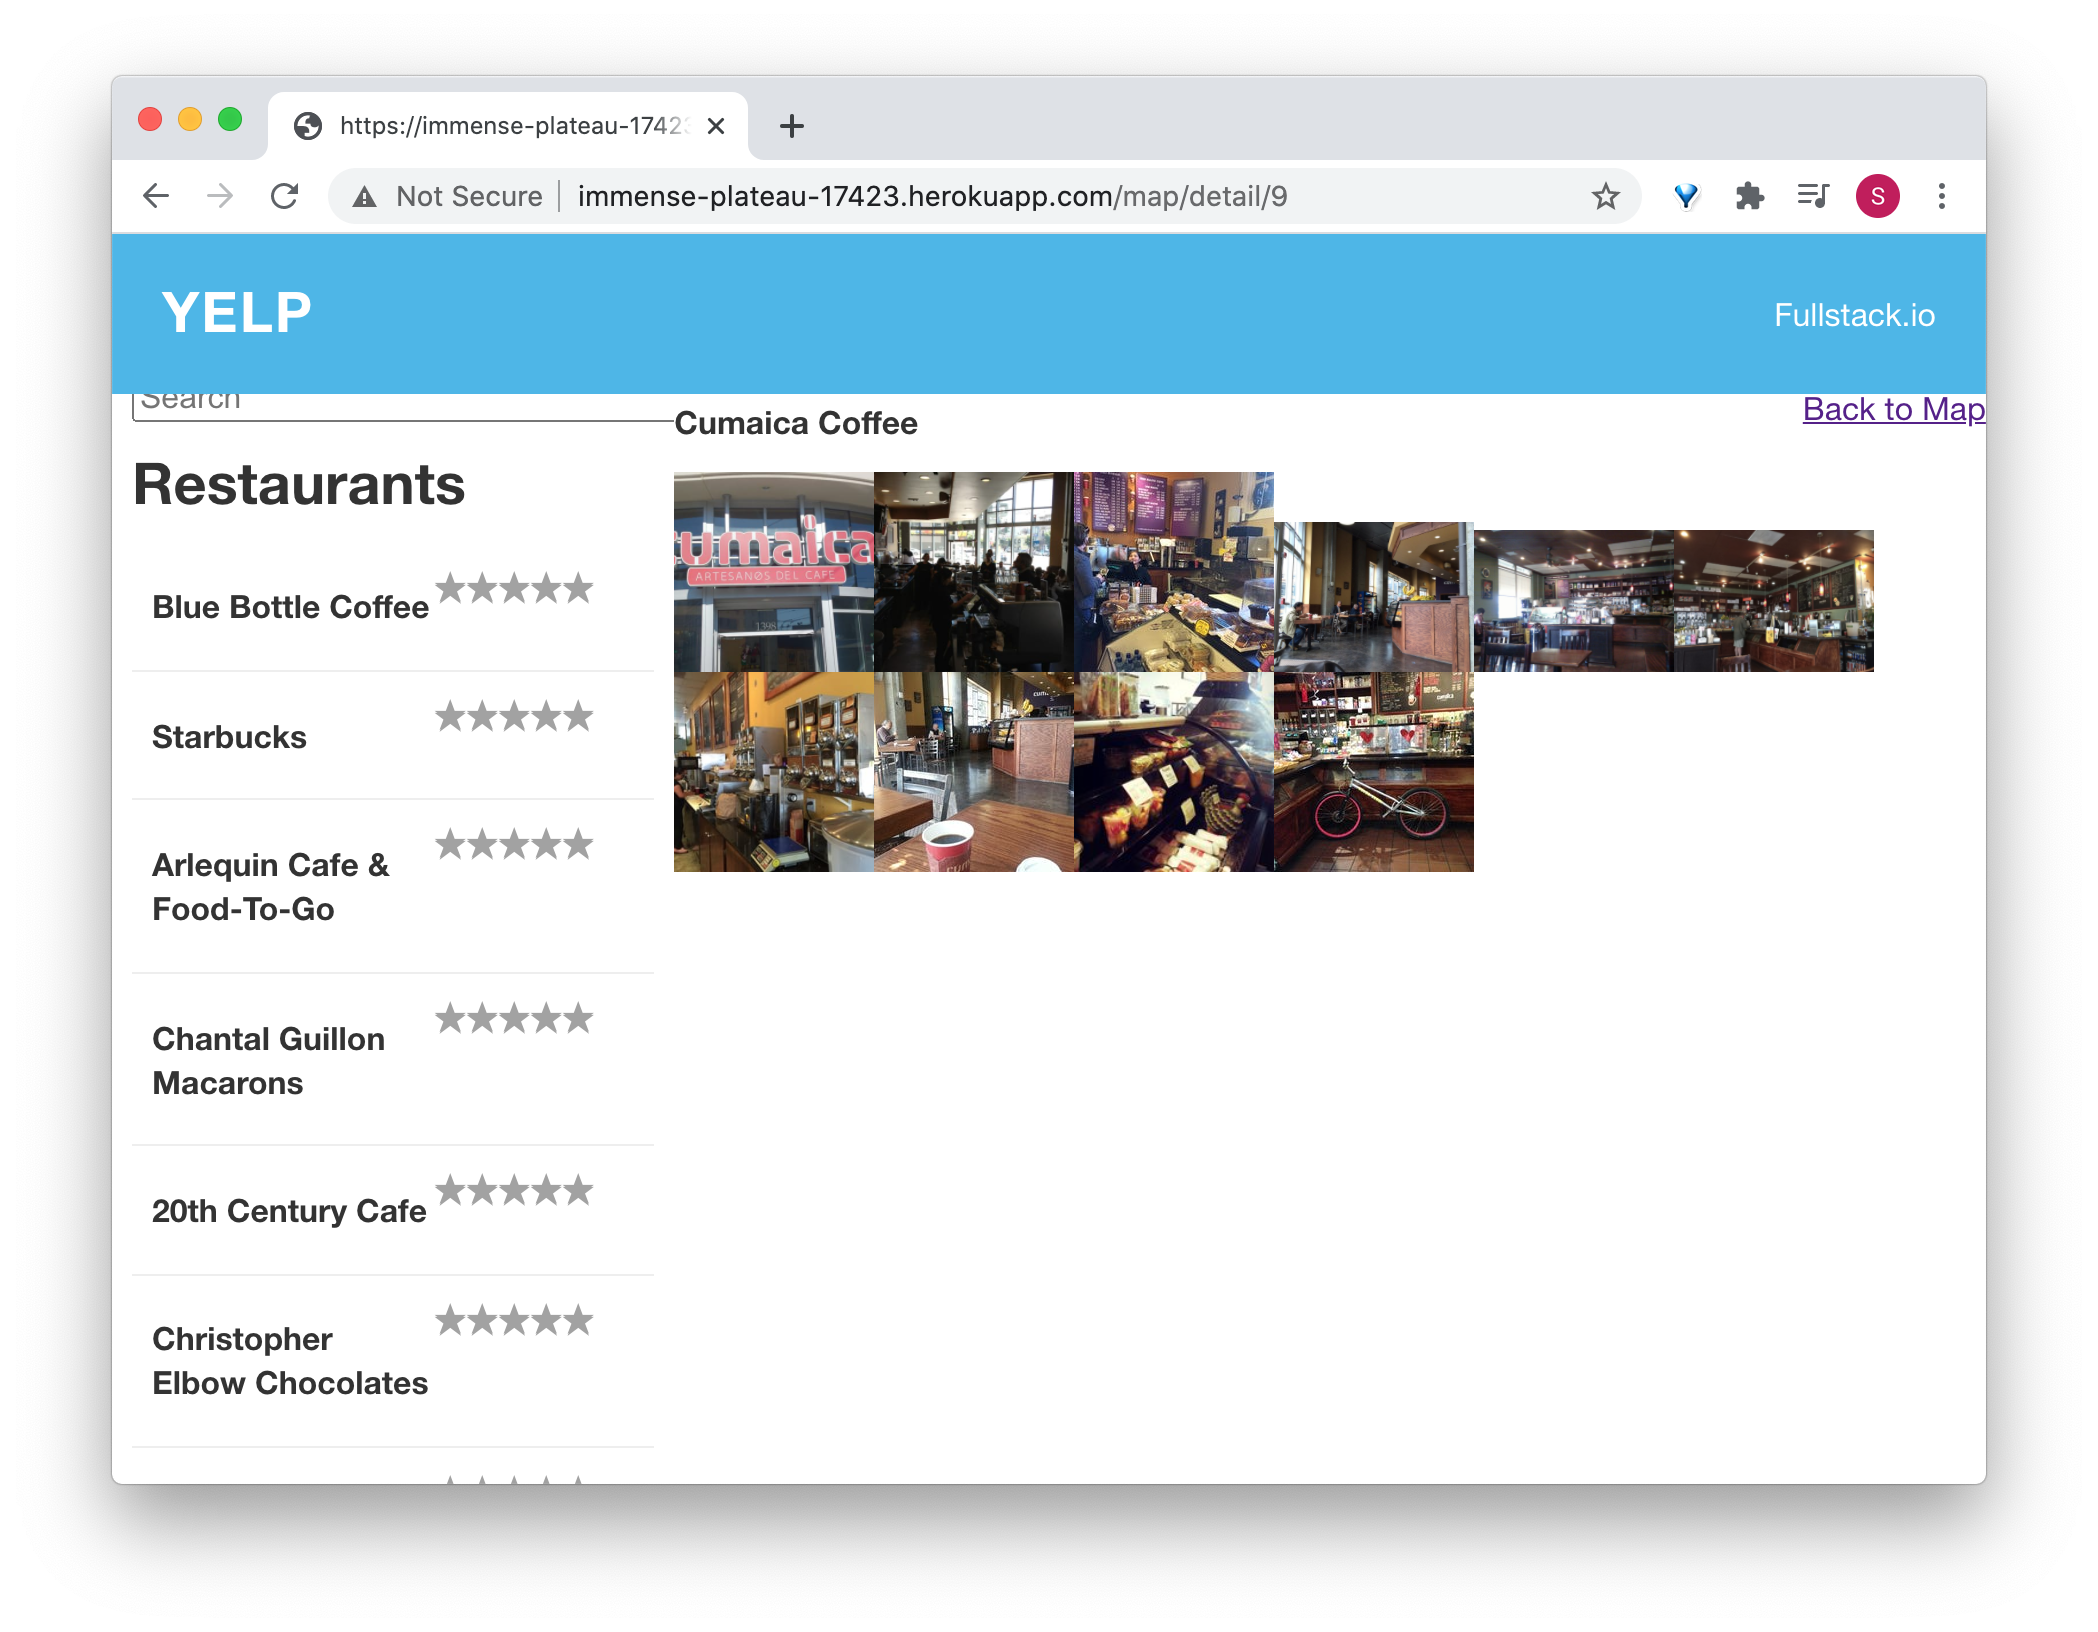 https://immense-plateau-1742
Not Secure
immense-plateau-17423.herokuapp.com/map/detail/9
S
YELP
Fullstack.io
Search
Cumaica Coffee
Back to Map
Restaurants
cumaica
ARTESANOS DEL CAFE
1398
Blue Bottle Coffee
Starbucks
Arlequin Cafe &
Food-To-Go
Chantal Guillon
Macarons
20th Century Cafe
Christopher
Elbow Chocolates